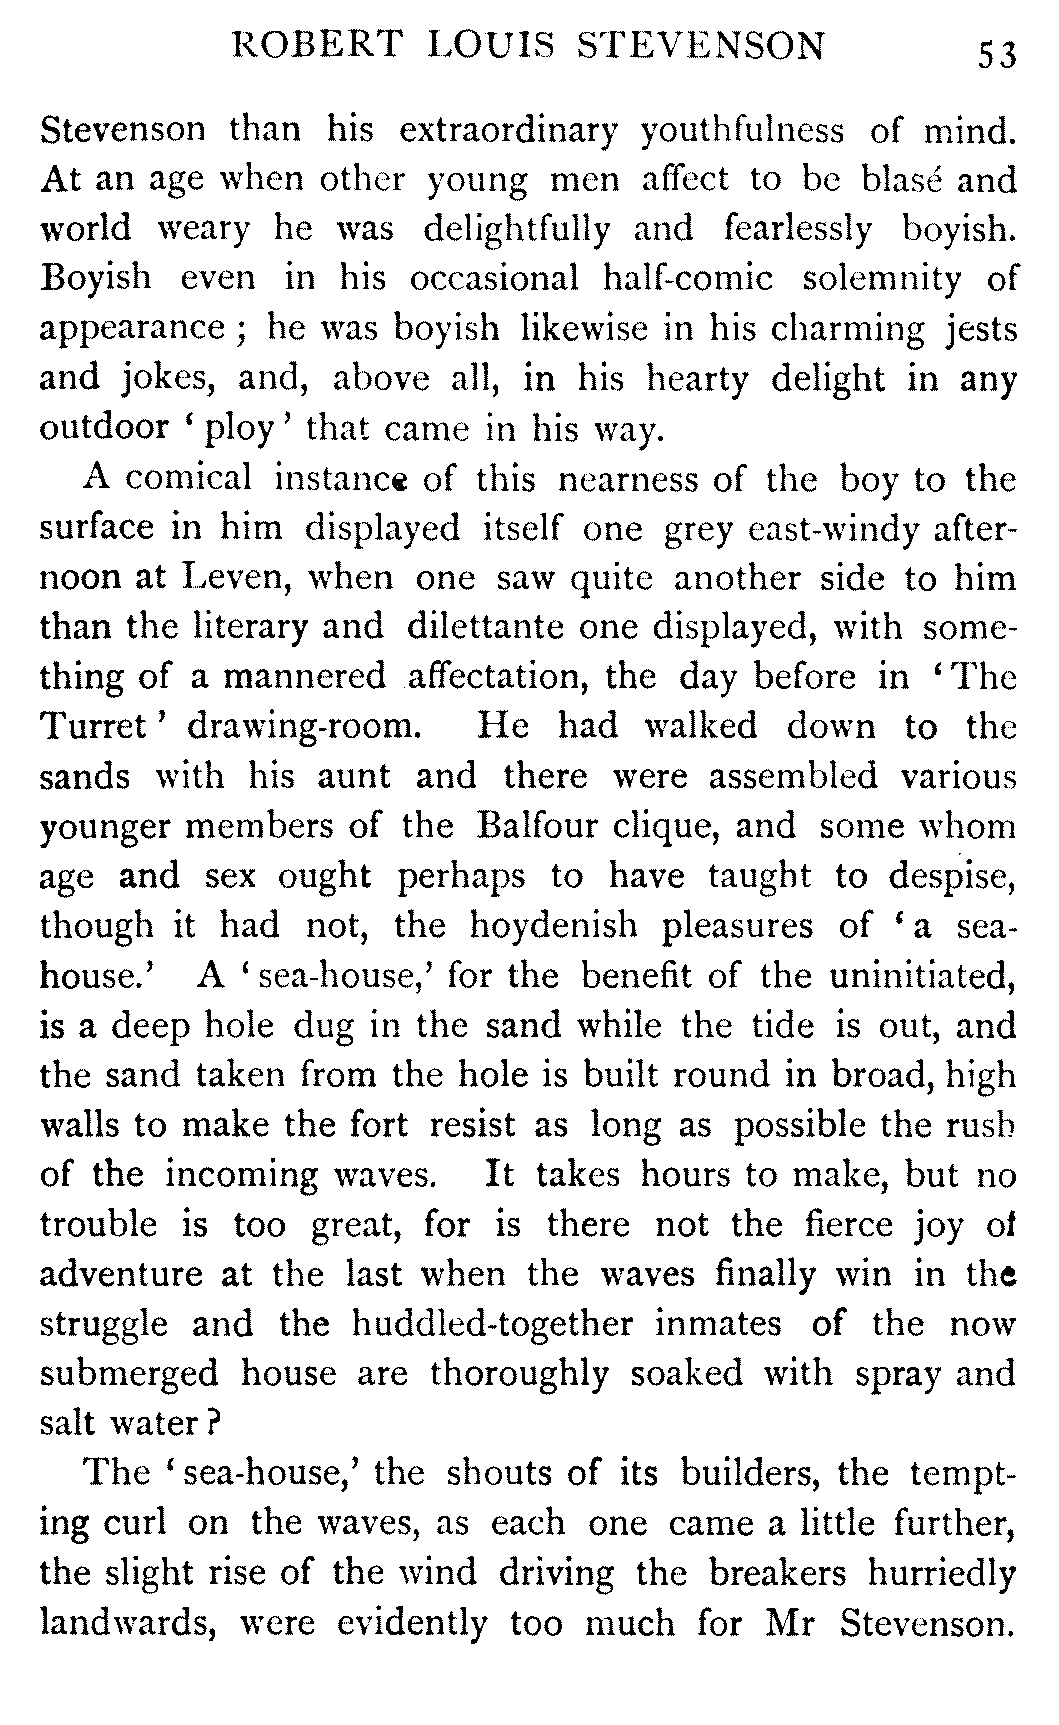 ROBERT LOUIS STEVENSON 53
Stevenson than his extraordinary youthfulness of mind.
At an age when other young men affect to be blasé and
world weary he was delightfully and fearlessly boyish.
Boyish even in his occasional half-comic solemnity of
appearance ; he was boyish likewise in his charming jests
and jokes, and, above all, in his hearty delight in any
outdoor ‘ ploy ’ that came in his way.
A comical instance of this nearness of the boy to the
surface in him displayed itself one grey east-windy after-
noon at Leven, when one saw quite another side to him
than the literary and dilettante one displayed, with some-
thing of a mannered affectation, the day before in ‘ The
Turret ’ drawing-room. He had walked down to the
sands with his aunt and there were assembled various
younger members of the Balfour clique, and some whom
age and sex ought perhaps to have taught to despise,
though it had not, the hoydenish pleasures of ‘ a sea-
house.’ A ‘ sea-house,’ for the benefit of the uninitiated,
is a deep hole dug in the sand while the tide is out, and
the sand taken from the hole is built round in broad, high
walls to make the fort resist as long as possible the rush
of the incoming waves. It takes hours to make, but no
trouble is too great, for is there not the fierce joy of
adventure at the last when the waves finally win in the
struggle and the huddled-together inmates of the now
submerged house are thoroughly soaked with spray and
salt water ?
The ‘ sea-house,’ the shouts of its builders, the tempt-
ing curl on the waves, as each one came a little further,
the slight rise of the wind driving the breakers hurriedly
landwards, were evidently too much for Mr Stevenson.